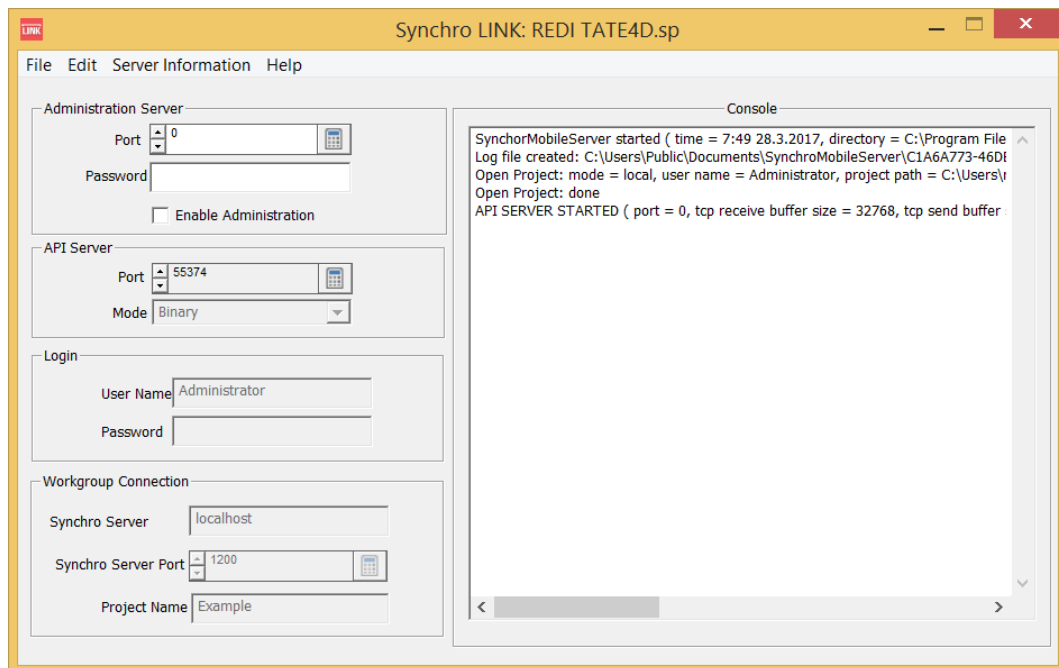 LINK
Synchro LINK: REDI TATE4D.sp
File Edit Server Information Help
Administration Server
Port 0
Password
Enable Administration
API Server
Port 55374
Mode Binary
Login
User Name Administrator
Password
Workgroup Connection
Synchro Server localhost
Synchro Server Port 1200
Project Name Example
Console
SynchorMobileServer started ( time = 7:49 28.3.2017, directory = C:\Program File
Log file created: C:\Users\Public\Documents\SynchroMobileServer\C1A6A773-46D
Open Project: mode = local, user name = Administrator, project path = C:\Users\
Open Project: done
API SERVER STARTED ( port = 0, tcp receive buffer size = 32768, tcp send buffer